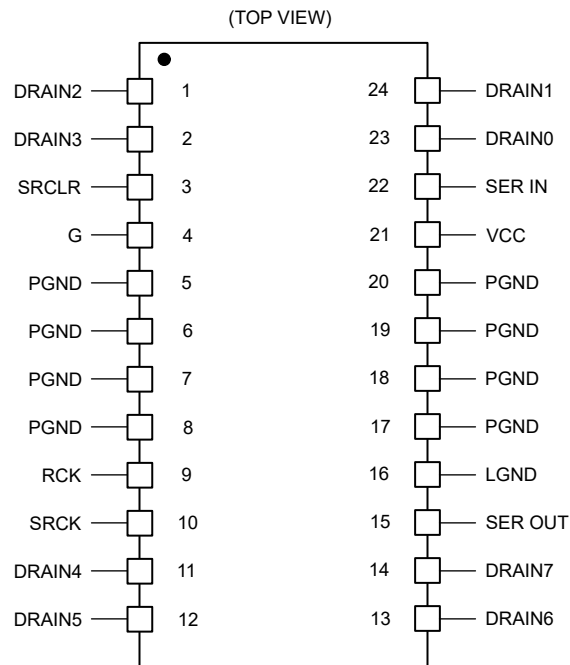 (TOP VIEW)
DRAIN2 1 24 DRAIN1
DRAIN3 2 23 DRAIN0
SRCLR 3 22 SER IN
G 4 21 VCC
PGND 5 20 PGND
PGND 6 19 PGND
PGND 7 18 PGND
PGND 8 17 PGND
RCK 9 16 LGND
SRCK 10 15 SER OUT
DRAIN4 11 14 DRAIN7
DRAIN5 12 13 DRAIN6